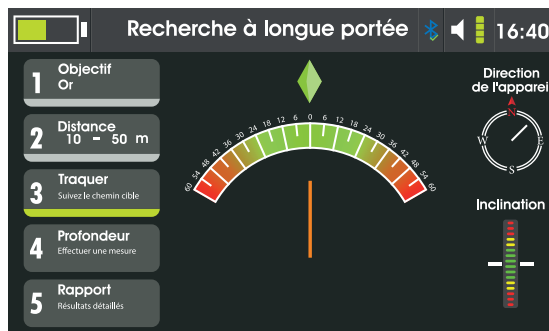 Recherche à longue portée
16:40
1 Objectif
Or
2 Distance
10 - 50 m
3 Traquer
Suivez le chemin cible
4 Profondeur
Effectuer une mesure
5 Rapport
Résultats détaillés
60 54 48 42 36 30 24 18 12 6 0 6 12 18 24 30 36 42 48 54 60
Direction
de l'apparei
N
W E
S
Inclination